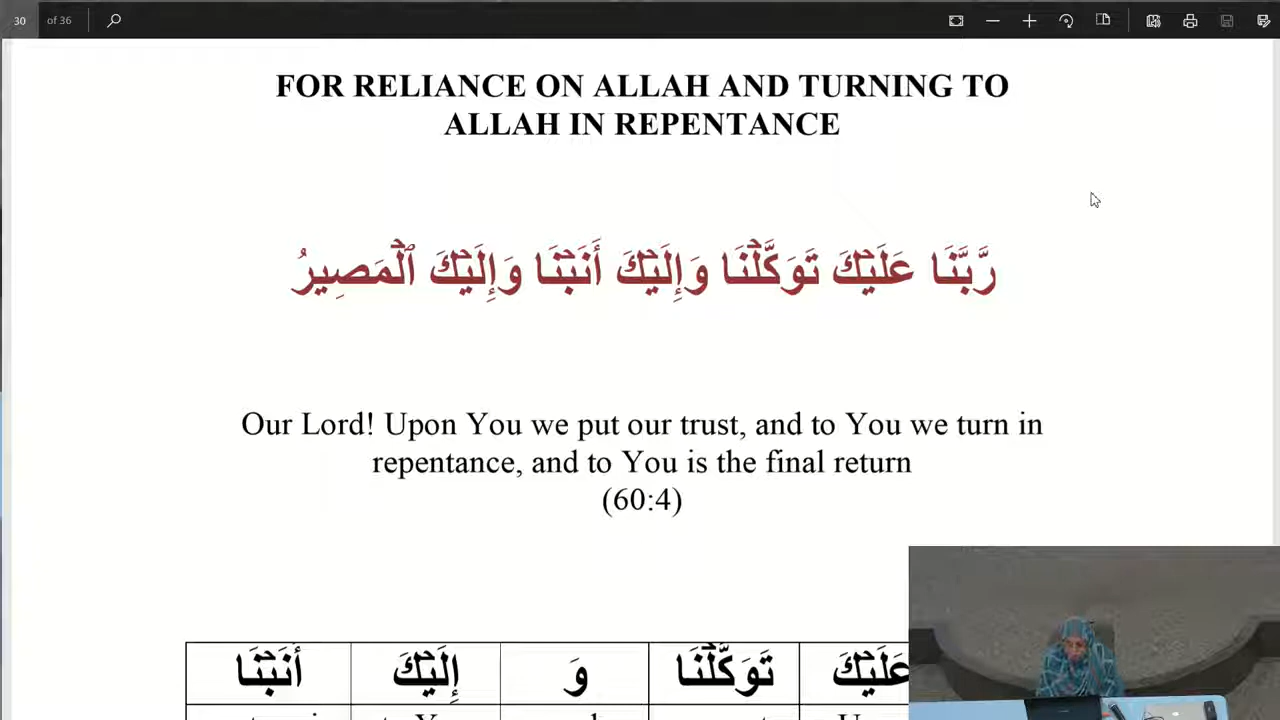 30 of 36
FOR RELIANCE ON ALLAH AND TURNING TO
ALLAH IN REPENTANCE
رَّبَّنَا عَلَيۡكَ تَوَكَّلۡنَا وَإِلَيۡكَ أَنَبۡنَا وَإِلَيۡكَ ٱلۡمَصِيرُ
Our Lord! Upon You we put our trust, and to You we turn in
repentance, and to You is the final return
(60:4)
عَلَيۡكَ تَوَكَّلۡنَا وَ إِلَيۡكَ أَنَبۡنَا